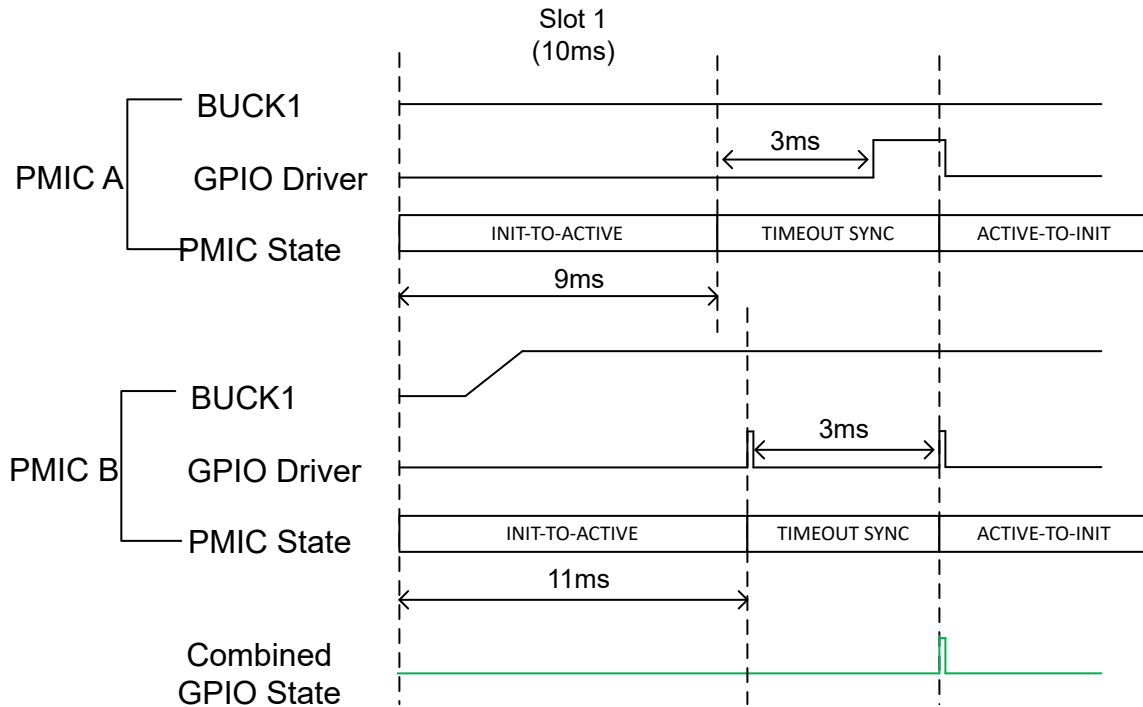 Slot 1
(10ms)
BUCK1
3ms
PMIC A
GPIO Driver
INIT-TO-ACTIVE
TIMEOUT SYNC
ACTIVE-TO-INIT
PMIC State
9ms
BUCK1
3ms
PMIC B
GPIO Driver
INIT-TO-ACTIVE
TIMEOUT SYNC
ACTIVE-TO-INIT
PMIC State
11ms
Combined
GPIO State